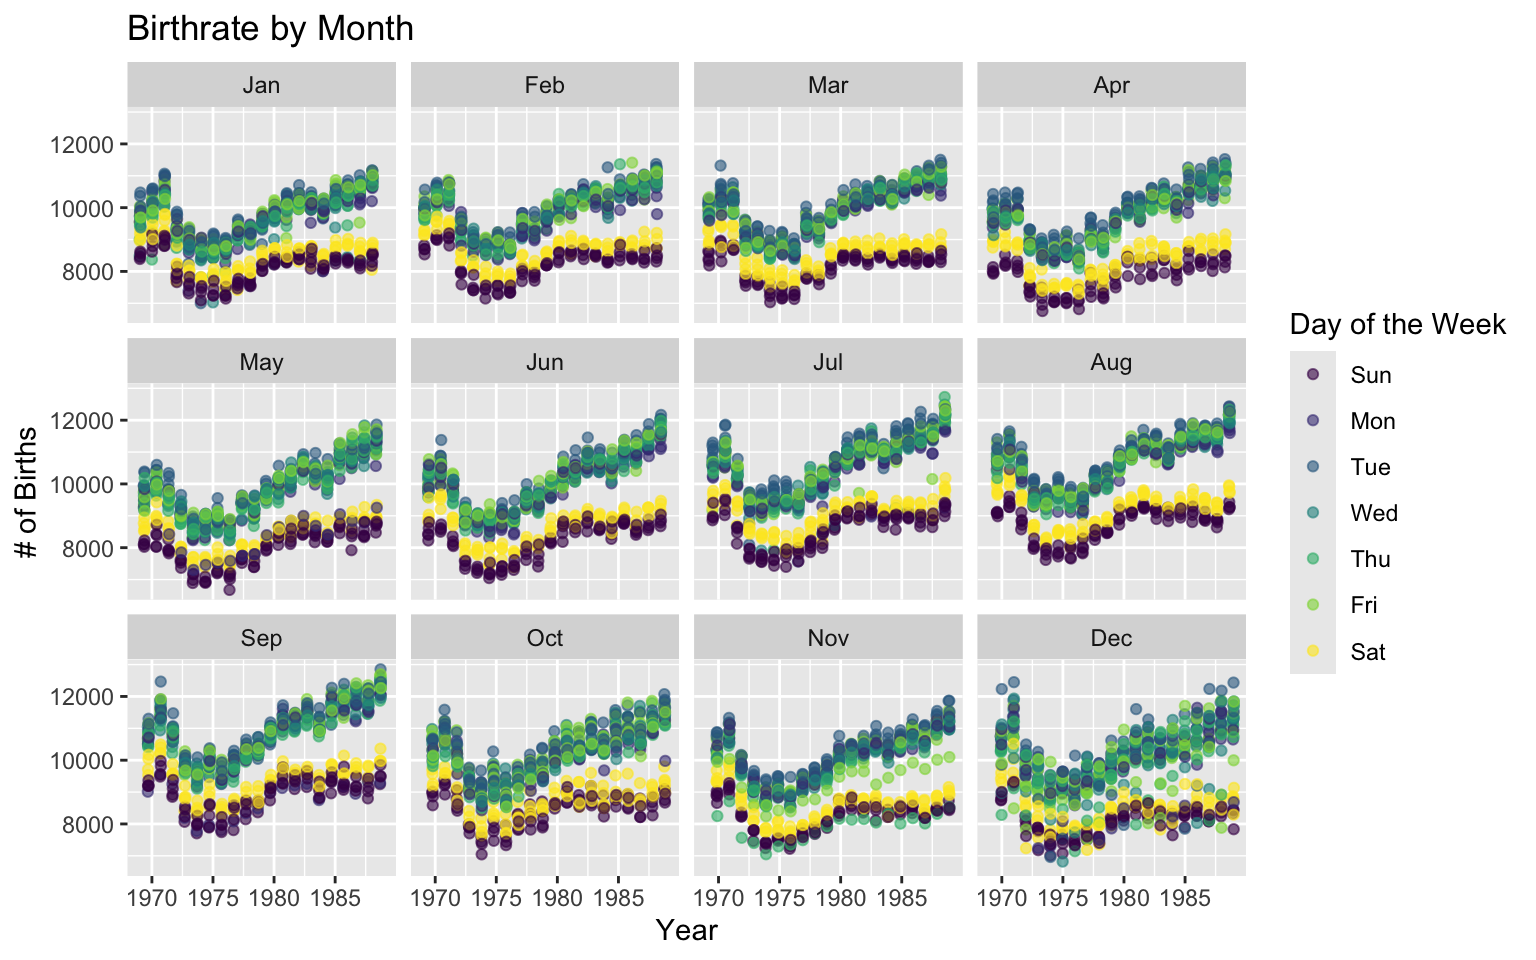 Birthrate by Month
Jan Feb Mar Apr
12000
10000
8000
May Jun Jul Aug
12000
10000
8000
Sep Oct Nov Dec
12000
10000
8000
1970 1975 1980 1985 1970 1975 1980 1985 1970 1975 1980 1985 1970 1975 1980 1985
Year
# of Births
Day of the Week
Sun
Mon
Tue
Wed
Thu
Fri
Sat